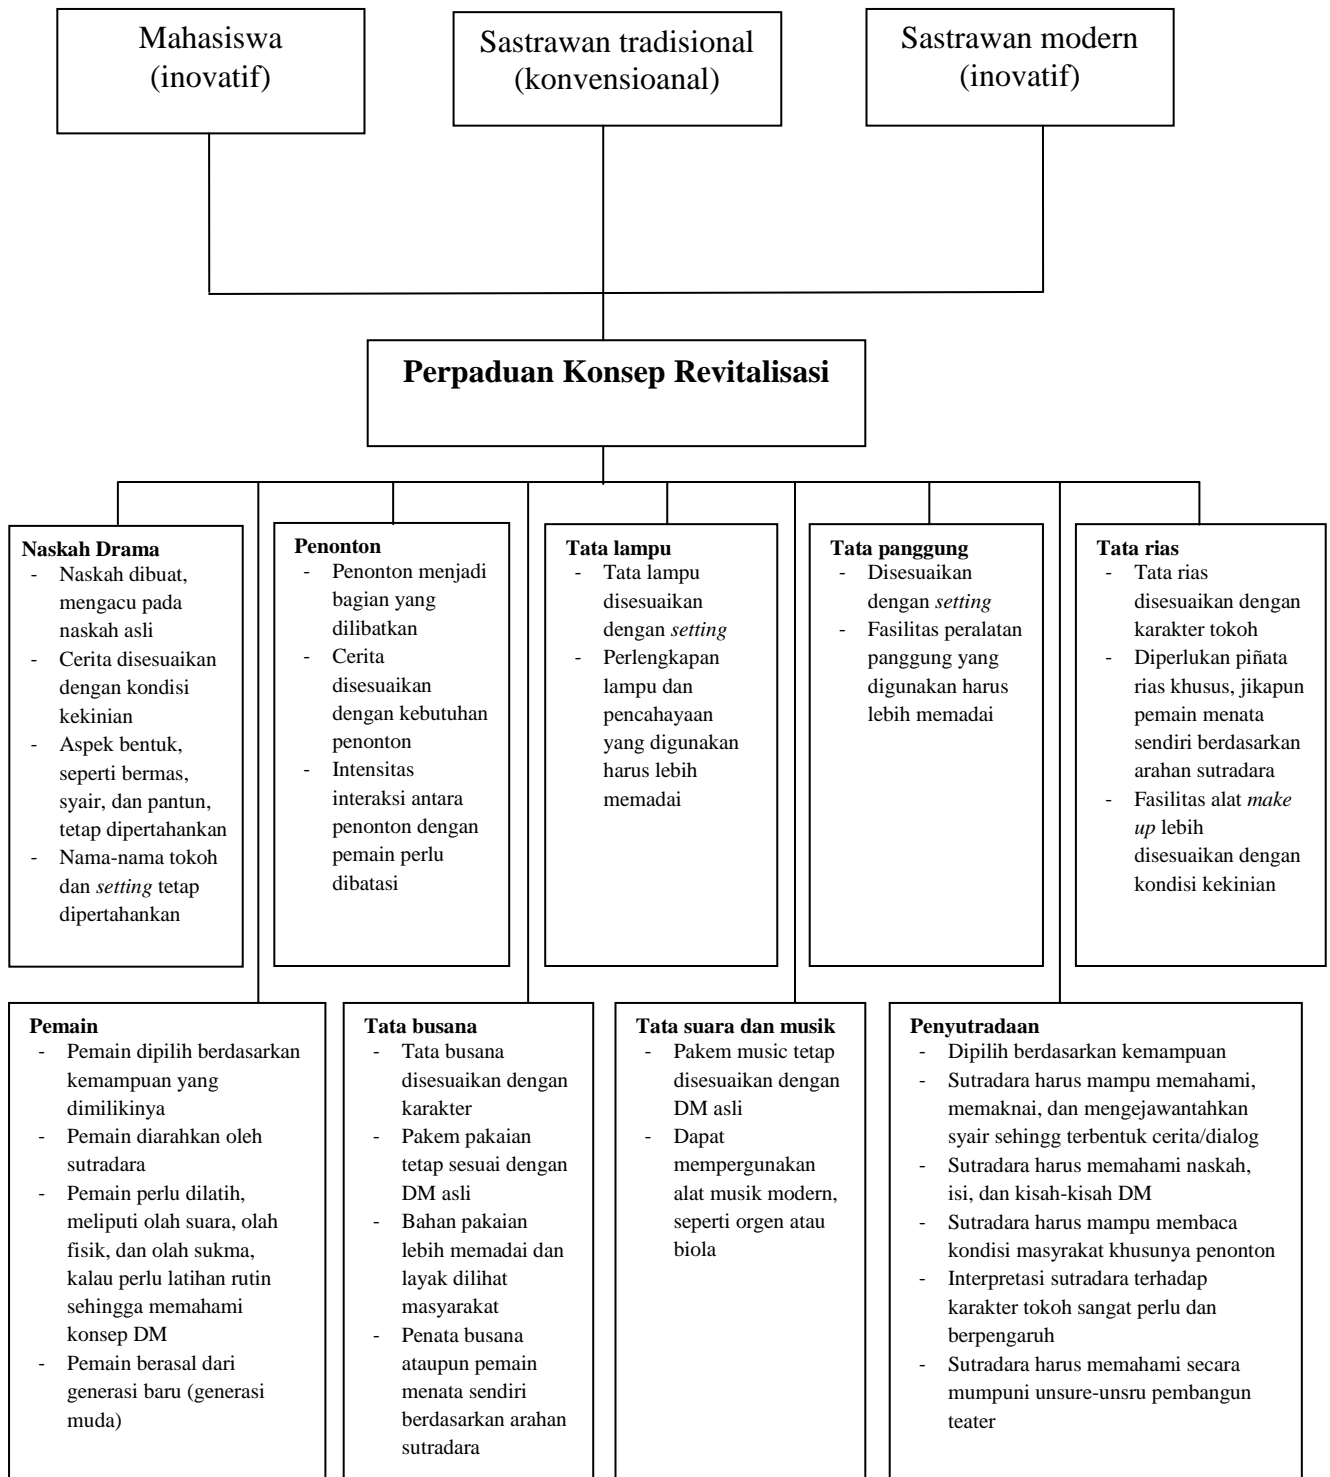 Mahasiswa
(inovatif)
Sastrawan tradisional
(konvensioanal)
Sastrawan modern
(inovatif)
Perpaduan Konsep Revitalisasi
Naskah Drama
- Naskah dibuat,
mengacu pada
naskah asli
- Cerita disesuaikan
dengan kondisi
kekinian
- Aspek bentuk,
seperti bermas,
syair, dan pantun,
tetap dipertahankan
- Nama-nama tokoh
dan setting tetap
dipertahankan
Penonton
- Penonton menjadi
bagian yang
dilibatkan
- Cerita
disesuaikan
dengan kebutuhan
penonton
- Intensitas
interaksi antara
penonton dengan
pemain perlu
dibatasi
Tata lampu
- Tata lampu
disesuaikan
dengan setting
- Perlengkapan
lampu dan
pencahayaan
yang digunakan
harus lebih
memadai
Tata panggung
- Disesuaikan
dengan setting
- Fasilitas peralatan
panggung yang
digunakan harus
lebih memadai
Tata rias
- Tata rias
disesuaikan dengan
karakter tokoh
- Diperlukan piñata
rias khusus, jikapun
pemain menata
sendiri berdasarkan
arahan sutradara
- Fasilitas alat make
up lebih
disesuaikan dengan
kondisi kekinian
Pemain
- Pemain dipilih berdasarkan
kemampuan yang
dimilikinya
- Pemain diarahkan oleh
sutradara
- Pemain perlu dilatih,
meliputi olah suara, olah
fisik, dan olah sukma,
kalau perlu latihan rutin
sehingga memahami
konsep DM
- Pemain berasal dari
generasi baru (generasi
muda)
Tata busana
- Tata busana
disesuaikan dengan
karakter
- Pakem pakaian
tetap sesuai dengan
DM asli
- Bahan pakaian
lebih memadai dan
layak dilihat
masyarakat
- Penata busana
ataupun pemain
menata sendiri
berdasarkan arahan
sutradara
Tata suara dan musik
- Pakem music tetap
disesuaikan dengan
DM asli
- Dapat
mempergunakan
alat musik modern,
seperti orgen atau
biola
Penyutradaan
- Dipilih berdasarkan kemampuan
- Sutradara harus mampu memahami,
memaknai, dan mengejawantahkan
syair sehingg terbentuk cerita/dialog
- Sutradara harus memahami naskah,
isi, dan kisah-kisah DM
- Sutradara harus mampu membaca
kondisi masyrakat khusunya penonton
- Interpretasi sutradara terhadap
karakter tokoh sangat perlu dan
berpengaruh
- Sutradara harus memahami secara
mumpuni unsure-unsru pembangun
teater